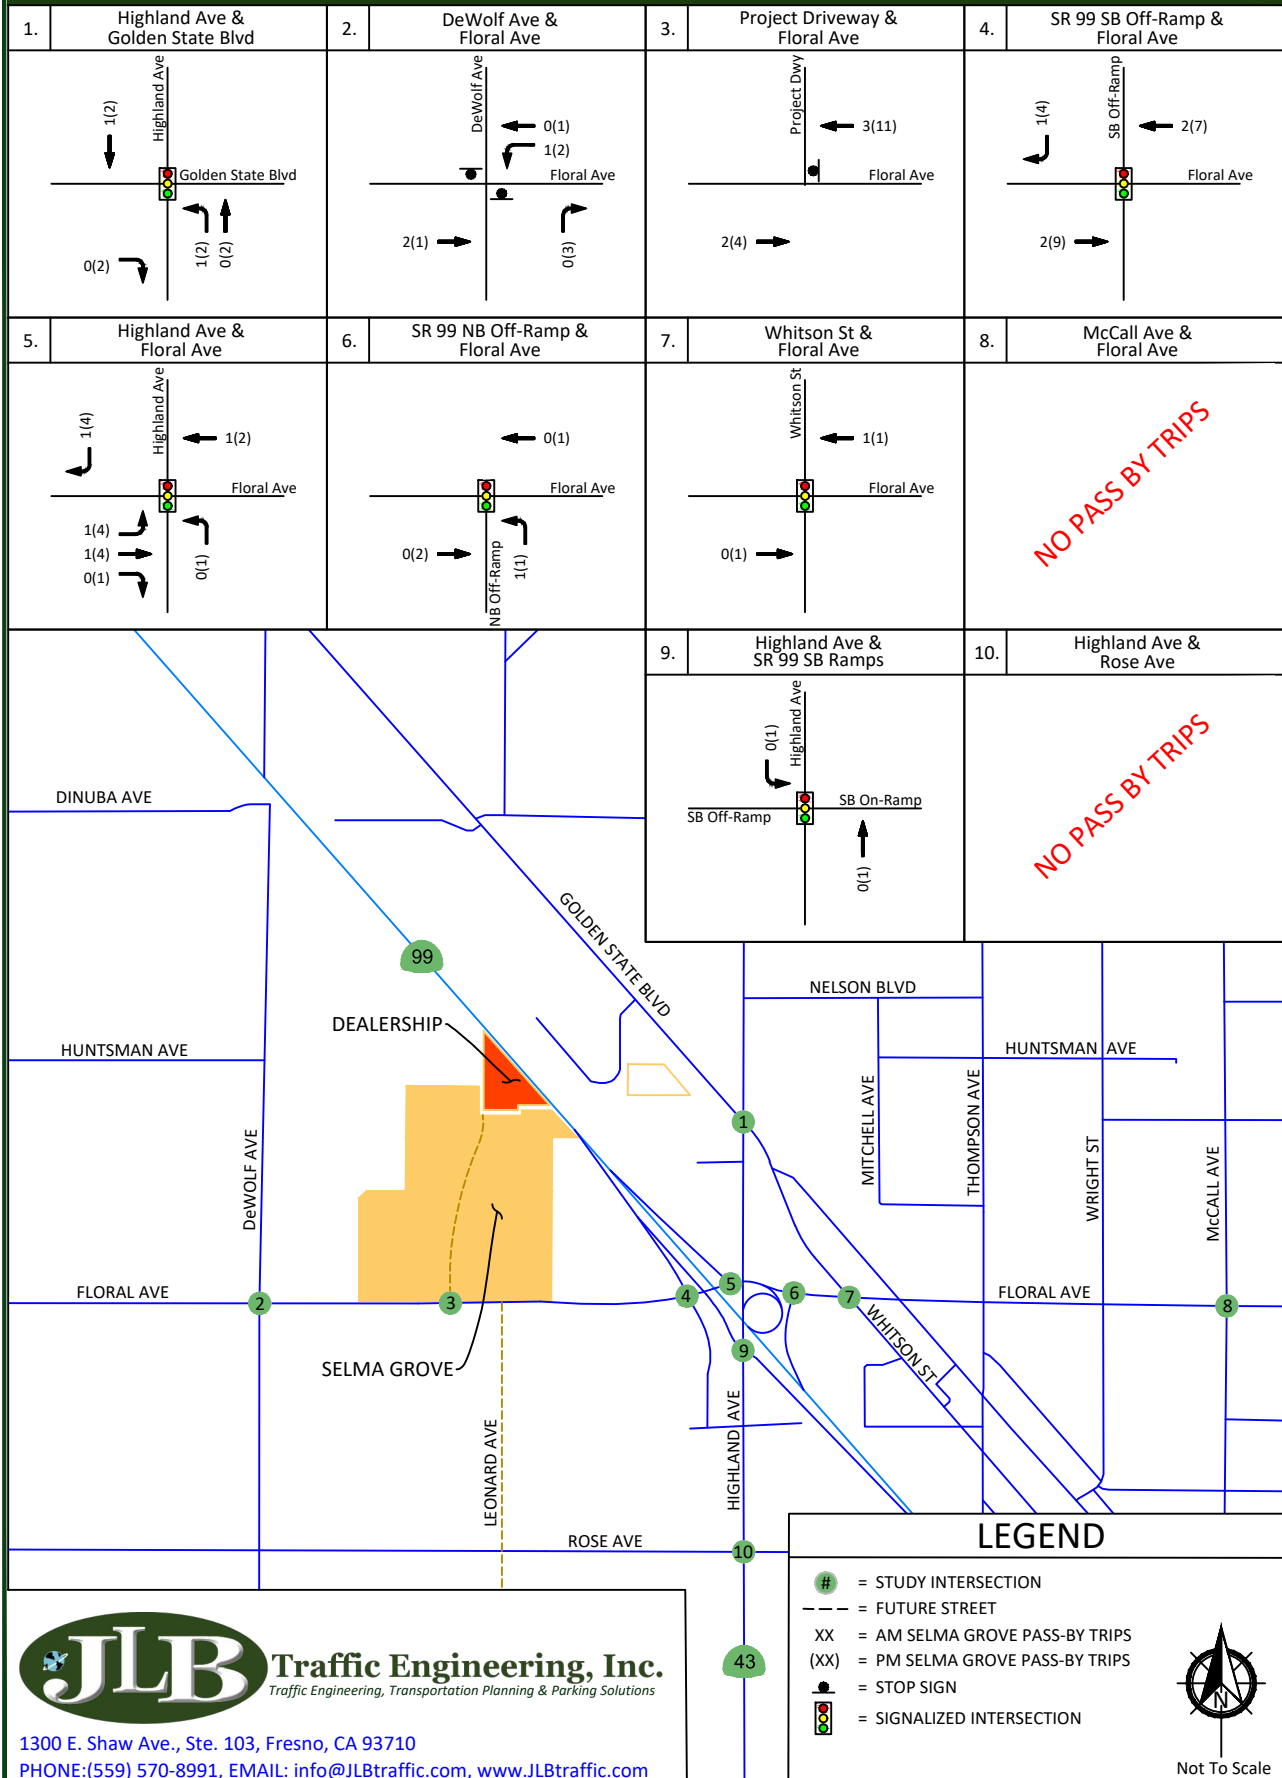 1.
Highland Ave &
Golden State Blvd
1(2)
Highland Ave
Golden State Blvd
0(2)
1(2)
0(2)
2.
DeWolf Ave &
Floral Ave
DeWolf Ave
0(1)
1(2)
Floral Ave
2(1)
0(3)
3.
Project Driveway &
Floral Ave
Project Dwy
3(11)
Floral Ave
2(4)
4.
SR 99 SB Off-Ramp &
Floral Ave
1(4)
SB Off-Ramp
2(7)
Floral Ave
2(9)
5.
Highland Ave &
Floral Ave
1(4)
Highland Ave
1(2)
Floral Ave
1(4)
1(4)
0(1)
0(1)
6.
SR 99 NB Off-Ramp &
Floral Ave
0(1)
Floral Ave
0(2)
NB Off-Ramp
1(1)
7.
Whitson St &
Floral Ave
Whitson St
1(1)
Floral Ave
0(1)
8.
McCall Ave &
Floral Ave
NO PASS BY TRIPS
9.
Highland Ave &
SR 99 SB Ramps
0(1)
Highland Ave
SB On-Ramp
SB Off-Ramp
0(1)
10.
Highland Ave &
Rose Ave
NO PASS BY TRIPS
DINUBA AVE
GOLDEN STATE BLVD
99
NELSON BLVD
DEALERSHIP
HUNTSMAN AVE
HUNTSMAN AVE
1
MITCHELL AVE
THOMPSON AVE
WRIGHT ST
McCALL AVE
DeWOLF AVE
FLORAL AVE
2
3
4
5
6
7
FLORAL AVE
8
WHITSON ST
9
SELMA GROVE
LEONARD AVE
HIGHLAND AVE
ROSE AVE
10
43
LEGEND
# = STUDY INTERSECTION
= FUTURE STREET
XX = AM SELMA GROVE PASS-BY TRIPS
(XX) = PM SELMA GROVE PASS-BY TRIPS
= STOP SIGN
= SIGNALIZED INTERSECTION
N
Not To Scale
JLB
Traffic Engineering, Inc.
Traffic Engineering, Transportation Planning & Parking Solutions
1300 E. Shaw Ave., Ste. 103, Fresno, CA 93710
PHONE:(559) 570-8991, EMAIL: info@JLBtraffic.com, www.JLBtraffic.com